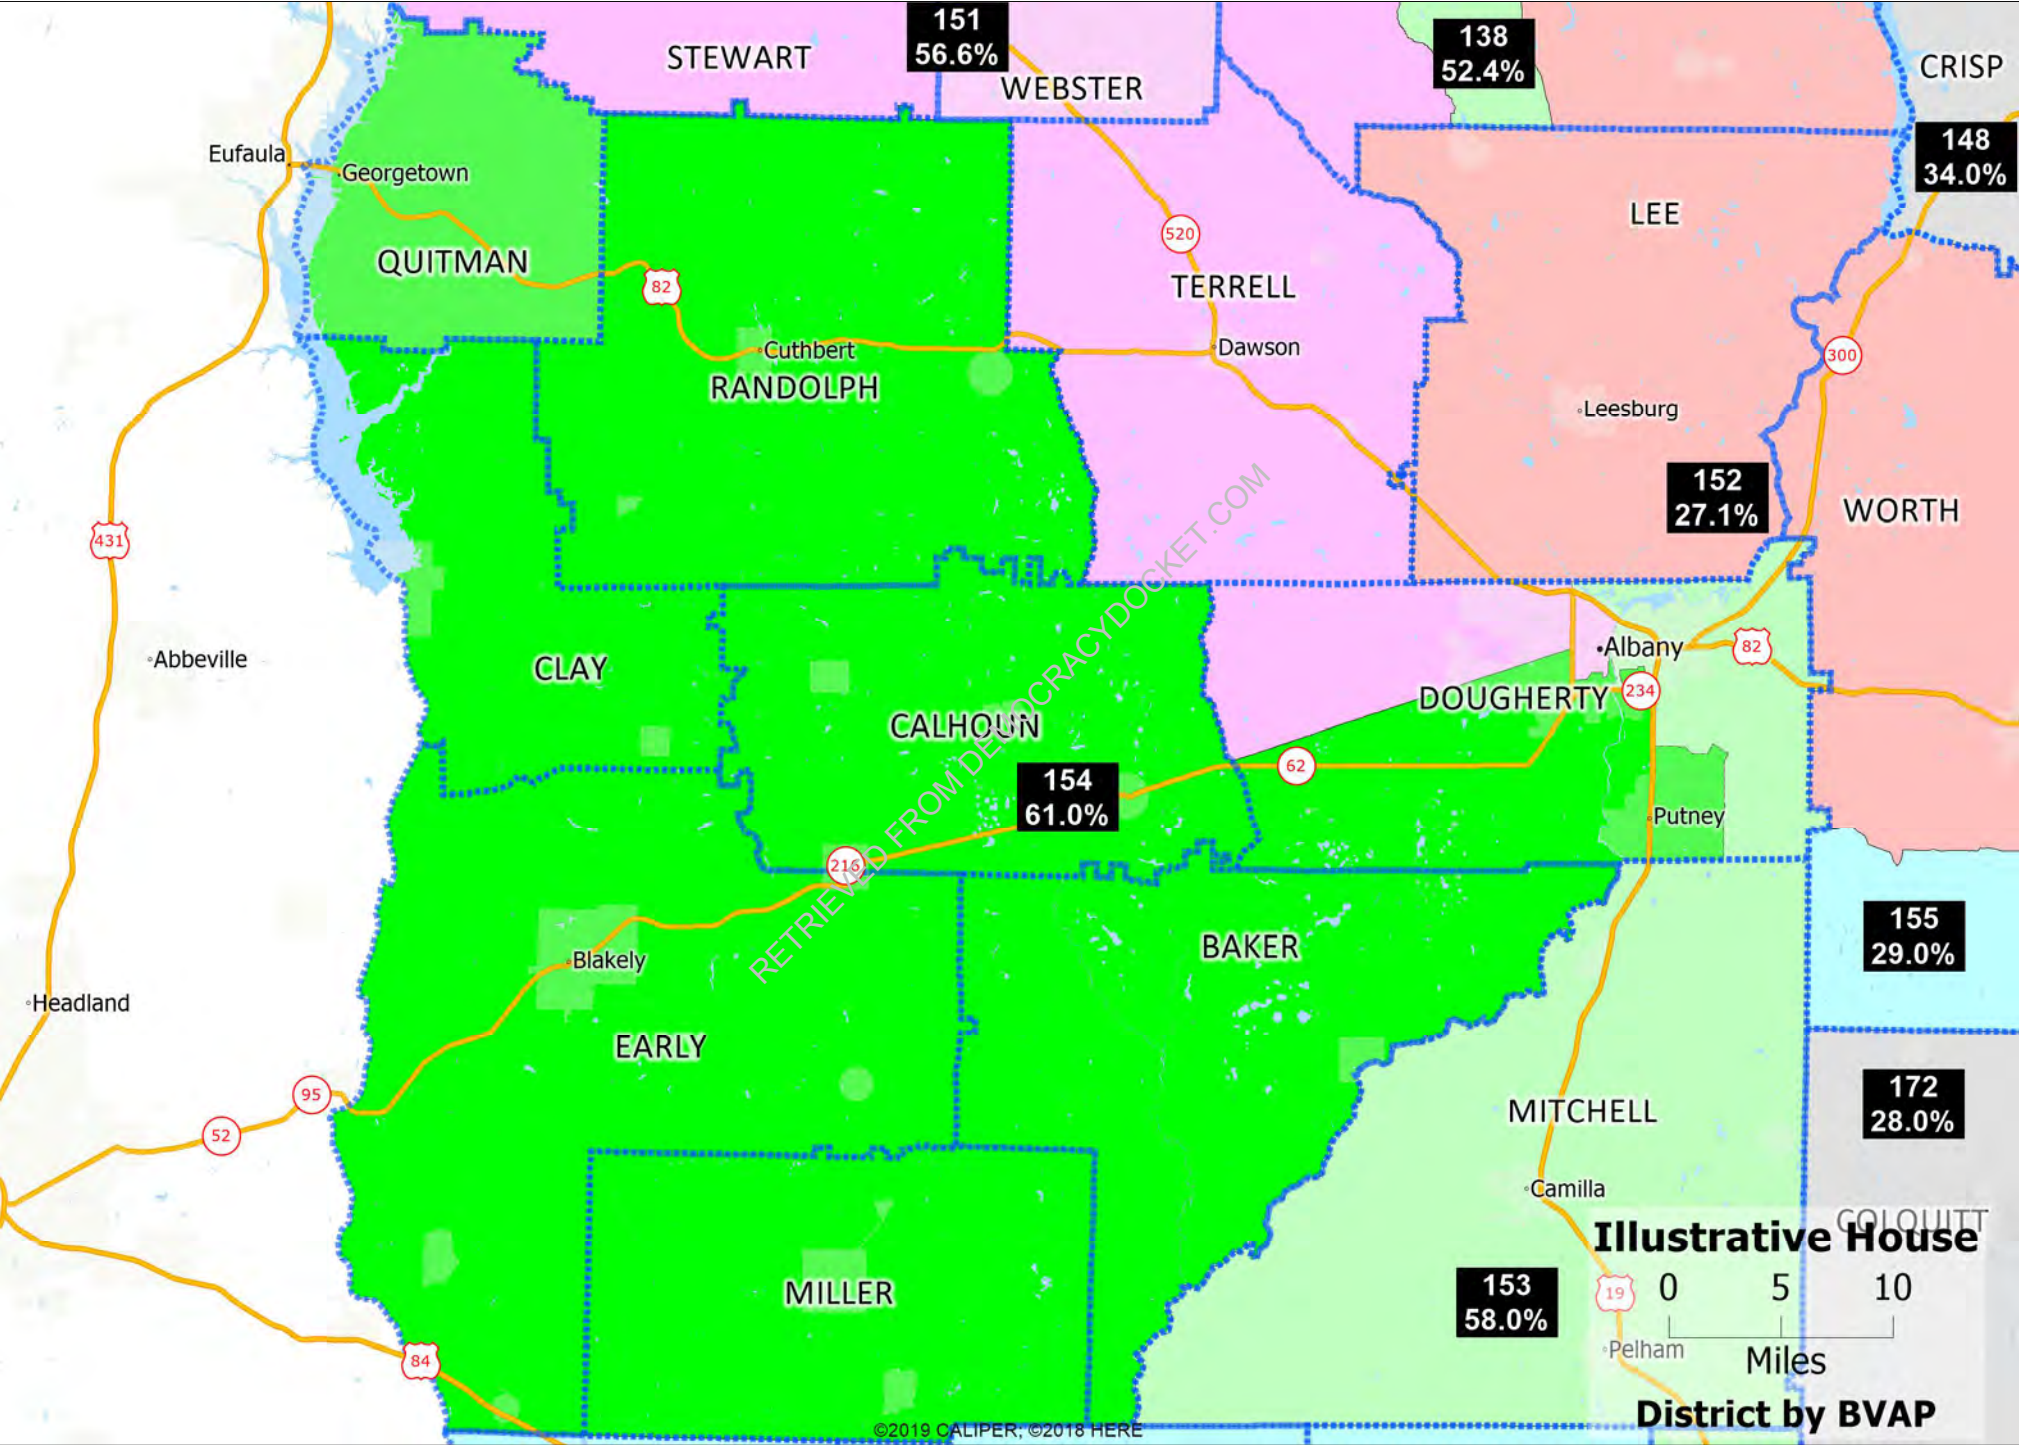 151
56.6%
STEWART
WEBSTER
138
52.4%
CRISP
148
34.0%
Eufaula
Georgetown
LEE
520
QUITMAN
82
TERRELL
Cuthbert
Dawson
300
RANDOLPH
Leesburg
152
27.1%
WORTH
431
Abbeville
CLAY
Albany
82
DOUGHERTY
234
CALHOUN
62
154
61.0%
Putney
216
RETRIEVED FROM DEMOCRACYDOCKET.COM
155
29.0%
BAKER
Blakely
Headland
EARLY
95
52
MITCHELL
172
28.0%
Camilla
COLQUITT
Illustrative House
153
58.0%
19
0 5 10
MILLER
Pelham
Miles
84
District by BVAP
©2019 CALIPER; ©2018 HERE